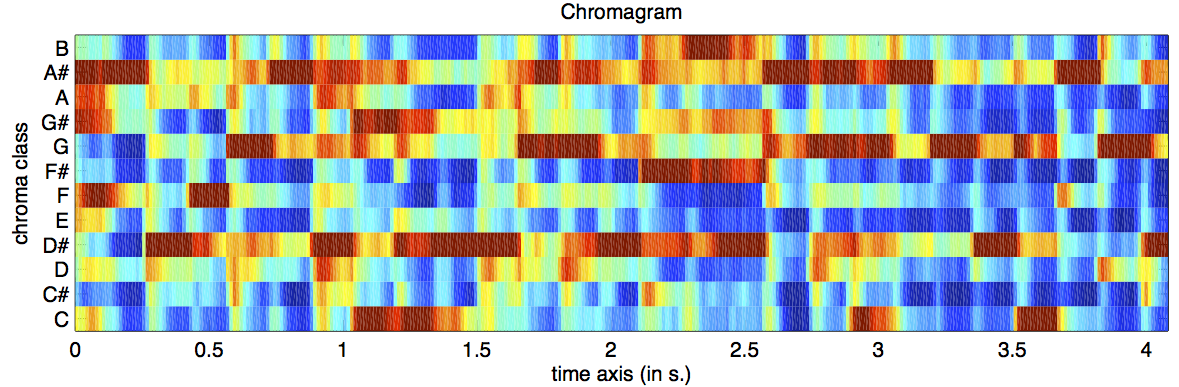 Chromagram
B
A#
A
G#
G
F#
F
E
D#
D
C#
C
chroma class
0 0.5 1 1.5 2 2.5 3 3.5 4
time axis (in s.)